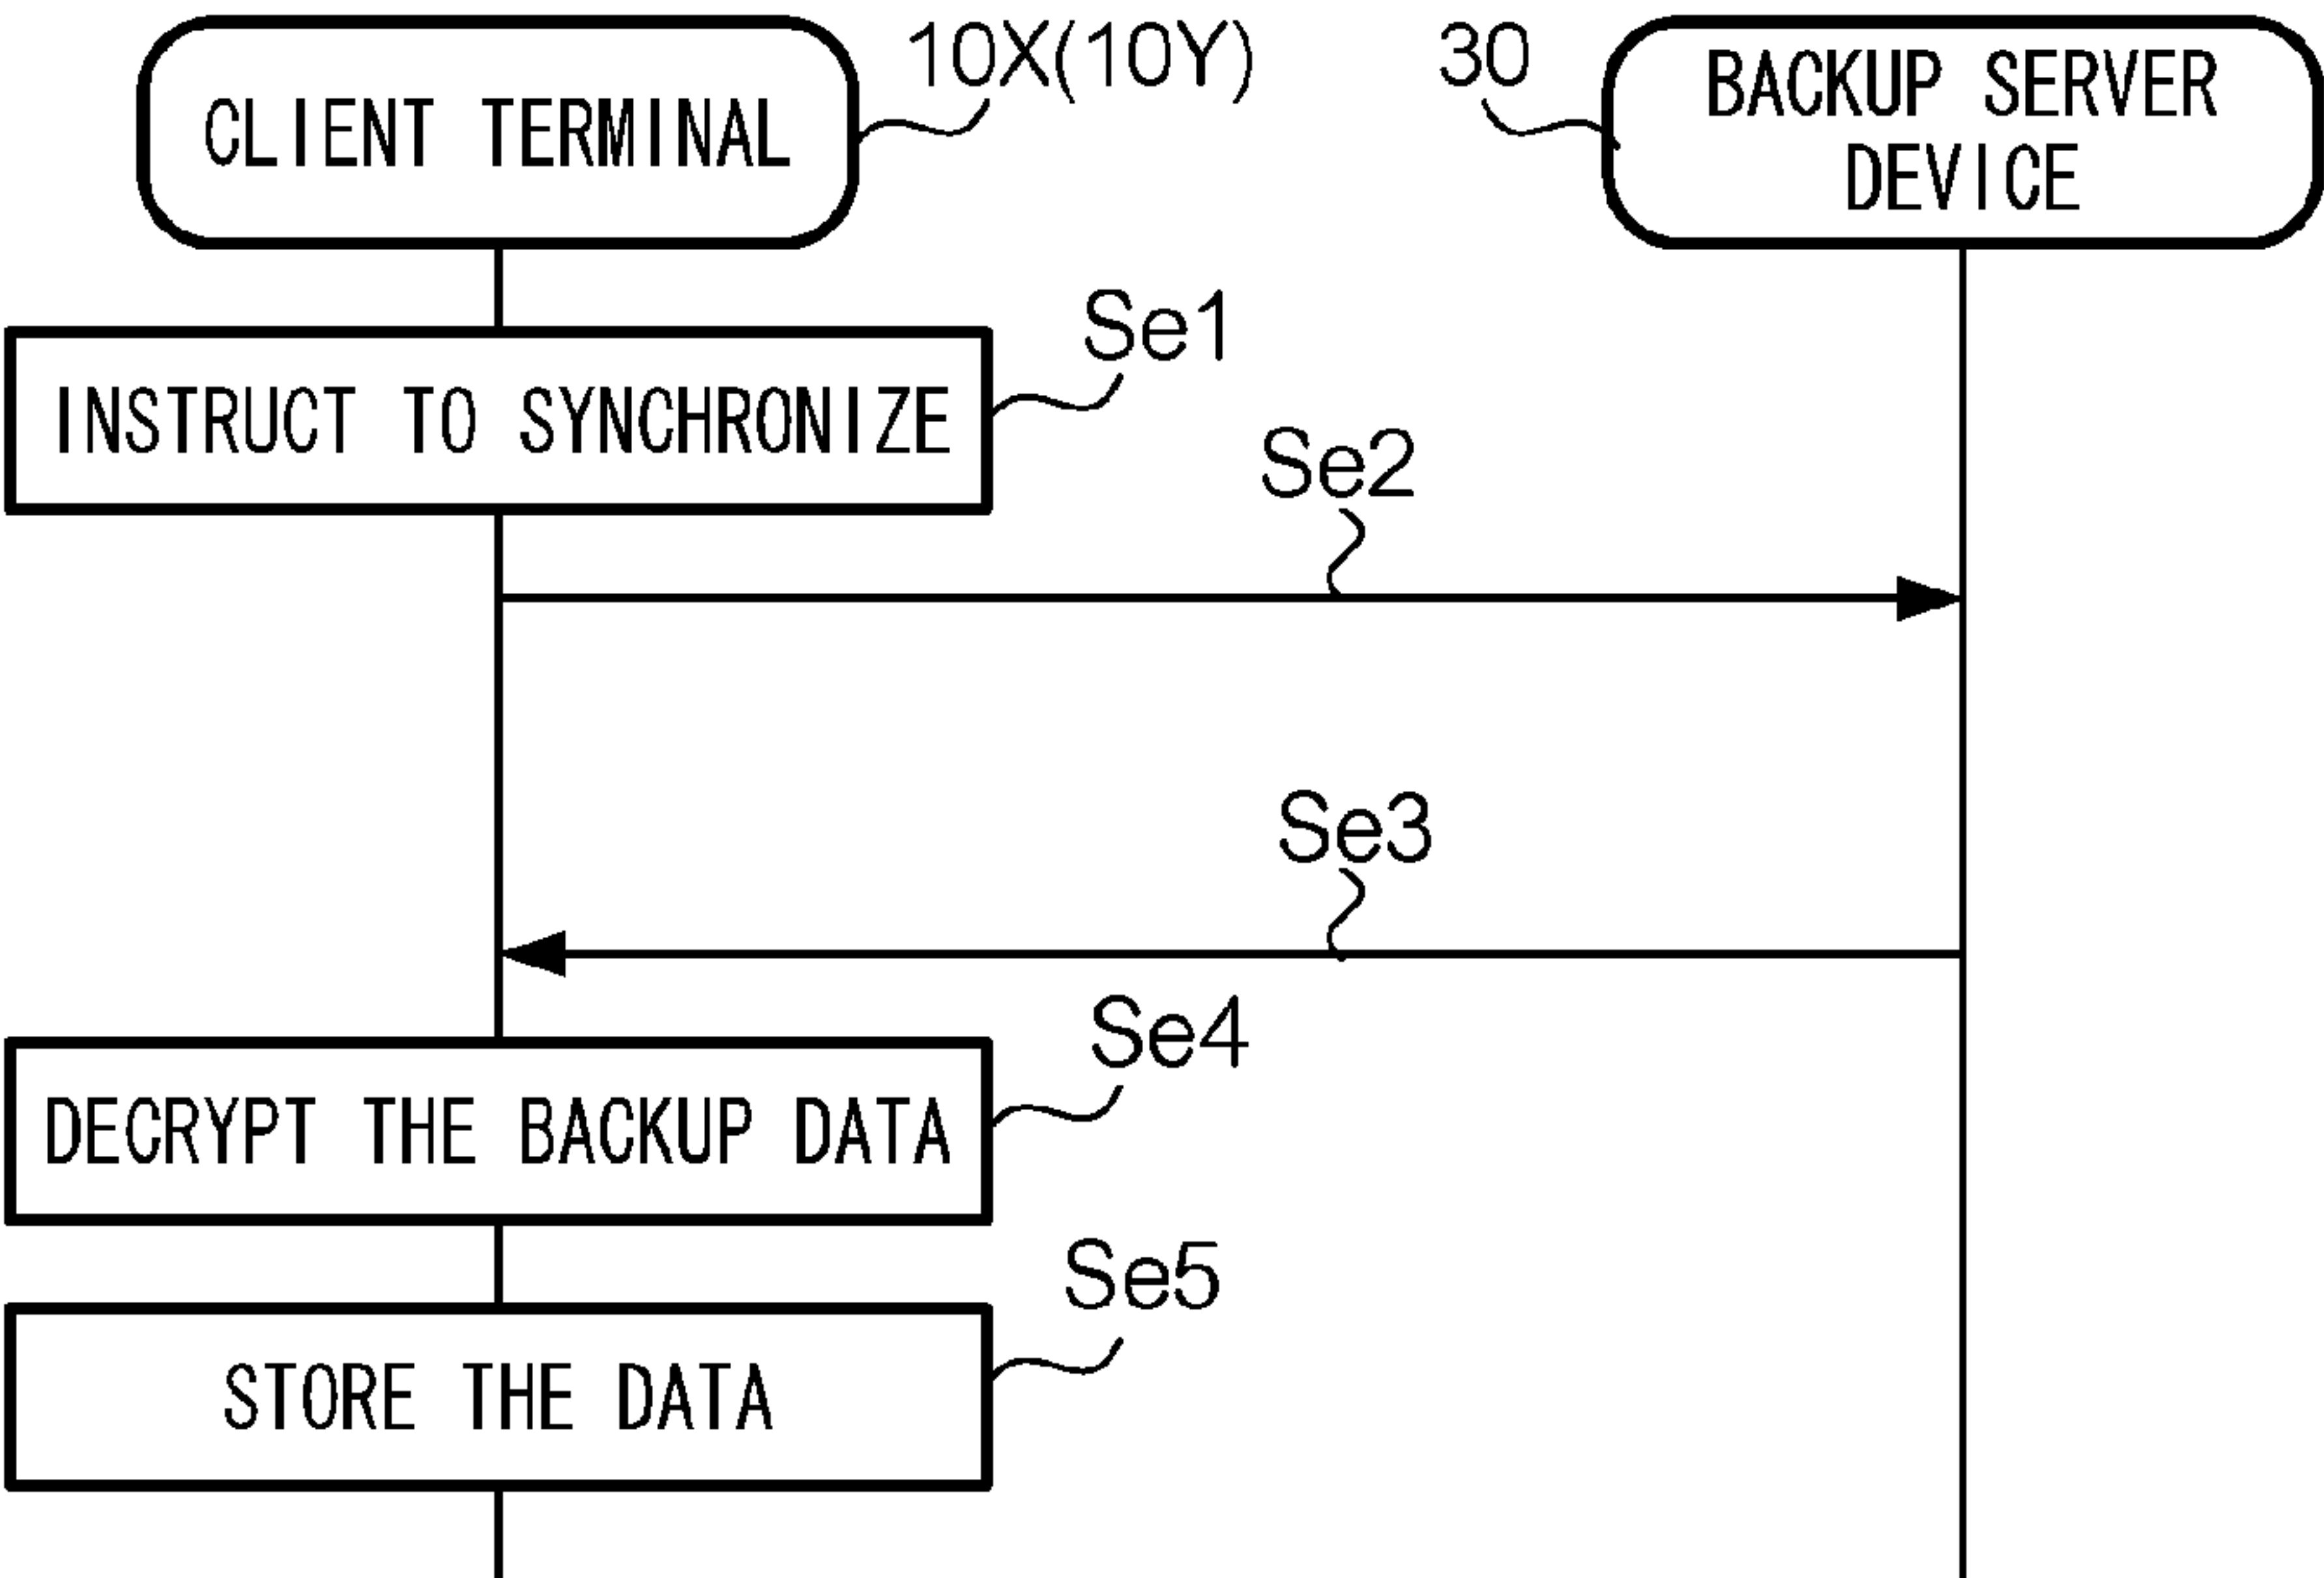 CLIENT TERMINAL
10X(10Y)
30
BACKUP SERVER
DEVICE
Se1
INSTRUCT TO SYNCHRONIZE
Se2
Se3
Se4
DECRYPT THE BACKUP DATA
Se5
STORE THE DATA